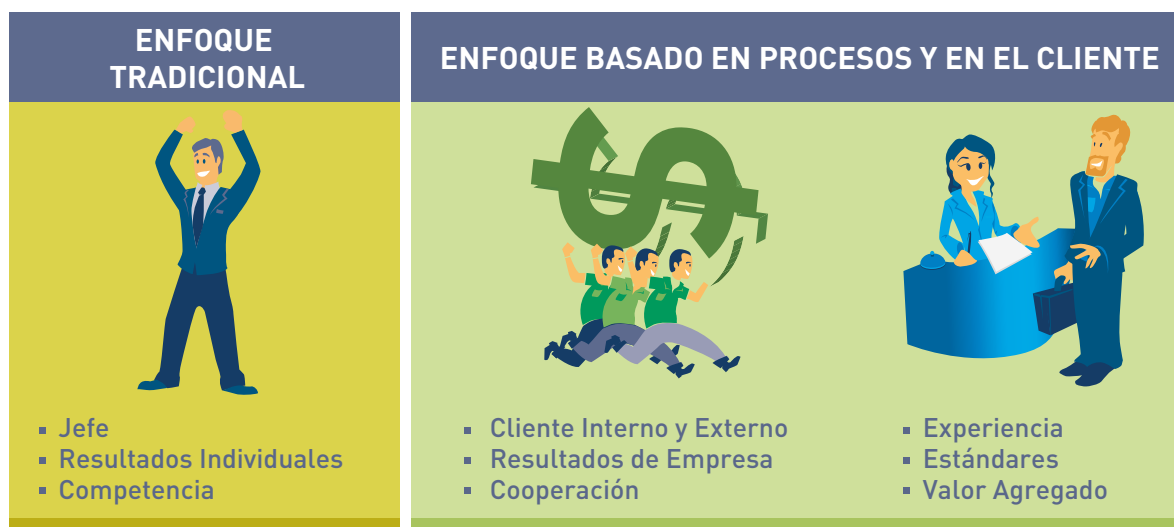 ENFOQUE
TRADICIONAL
▪ Jefe
▪ Resultados Individuales
▪ Competencia
ENFOQUE BASADO EN PROCESOS Y EN EL CLIENTE
▪ Cliente Interno y Externo
▪ Resultados de Empresa
▪ Cooperación
▪ Experiencia
▪ Estándares
▪ Valor Agregado